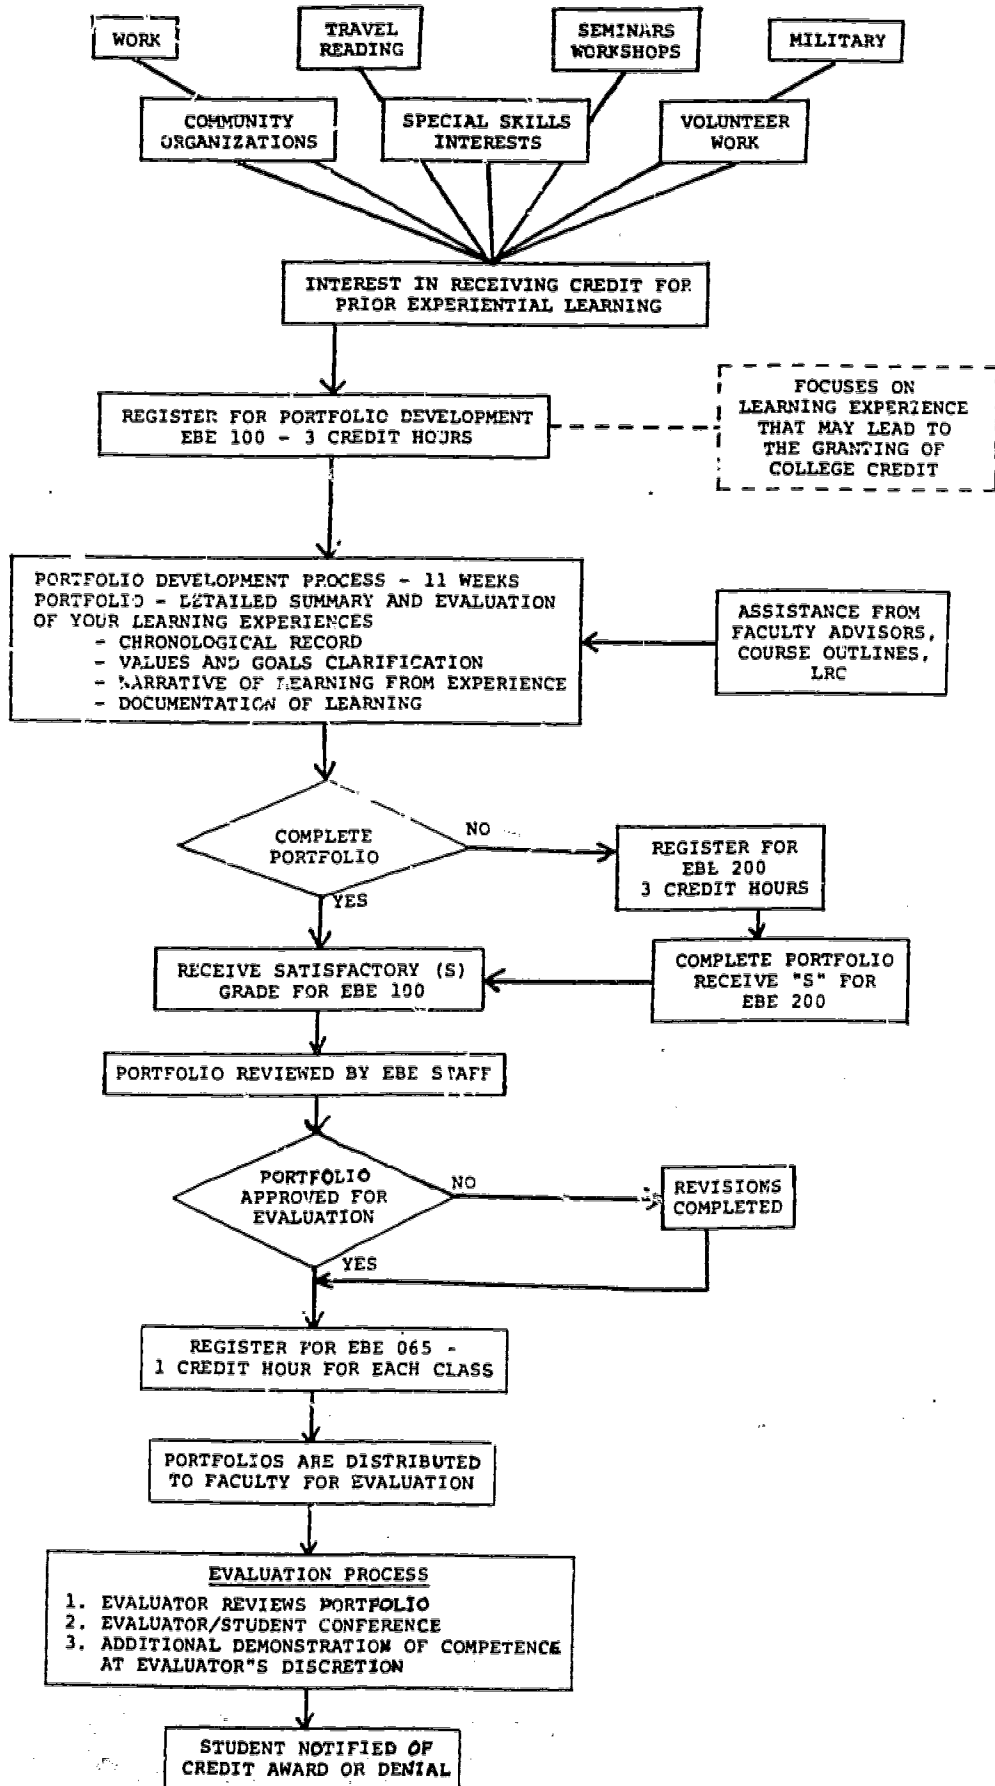 WORK
TRAVEL
READING
SEMINARS
WORKSHOPS
MILITARY
COMMUNITY
ORGANIZATIONS
SPECIAL SKILLS
INTERESTS
VOLUNTEER
WORK
INTEREST IN RECEIVING CREDIT FOR
PRIOR EXPERIENTIAL LEARNING
REGISTER FOR PORTFOLIO DEVELOPMENT
EBE 100 - 3 CREDIT HOURS
FOCUSES ON
LEARNING EXPERIENCE
THAT MAY LEAD TO
THE GRANTING OF
COLLEGE CREDIT
PORTFOLIO DEVELOPMENT PROCESS - 11 WEEKS
PORTFOLIO - DETAILED SUMMARY AND EVALUATION
OF YOUR LEARNING EXPERIENCES
- CHRONOLOGICAL RECORD
- VALUES AND GOALS CLARIFICATION
- NARRATIVE OF LEARNING FROM EXPERIENCE
- DOCUMENTATION OF LEARNING
ASSISTANCE FROM
FACULTY ADVISORS,
COURSE OUTLINES,
LRC
COMPLETE
PORTFOLIO
NO
YES
REGISTER FOR
EBE 200
3 CREDIT HOURS
RECEIVE SATISFACTORY (S)
GRADE FOR EBE 100
COMPLETE PORTFOLIO
RECEIVE "S" FOR
EBE 200
PORTFOLIO REVIEWED BY EBE STAFF
PORTFOLIO
APPROVED FOR
EVALUATION
NO
YES
REVISIONS
COMPLETED
REGISTER FOR EBE 065 -
1 CREDIT HOUR FOR EACH CLASS
PORTFOLIOS ARE DISTRIBUTED
TO FACULTY FOR EVALUATION
EVALUATION PROCESS
1. EVALUATOR REVIEWS PORTFOLIO
2. EVALUATOR/STUDENT CONFERENCE
3. ADDITIONAL DEMONSTRATION OF COMPETENCE
AT EVALUATOR"S DISCRETION
STUDENT NOTIFIED OF
CREDIT AWARD OR DENIAL